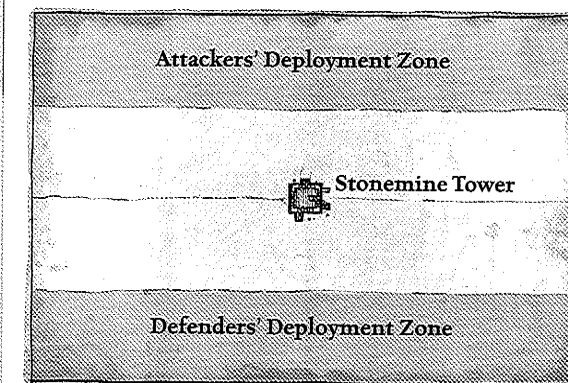 Attackers' Deployment Zone
Stonemine Tower
Defenders' Deployment Zone